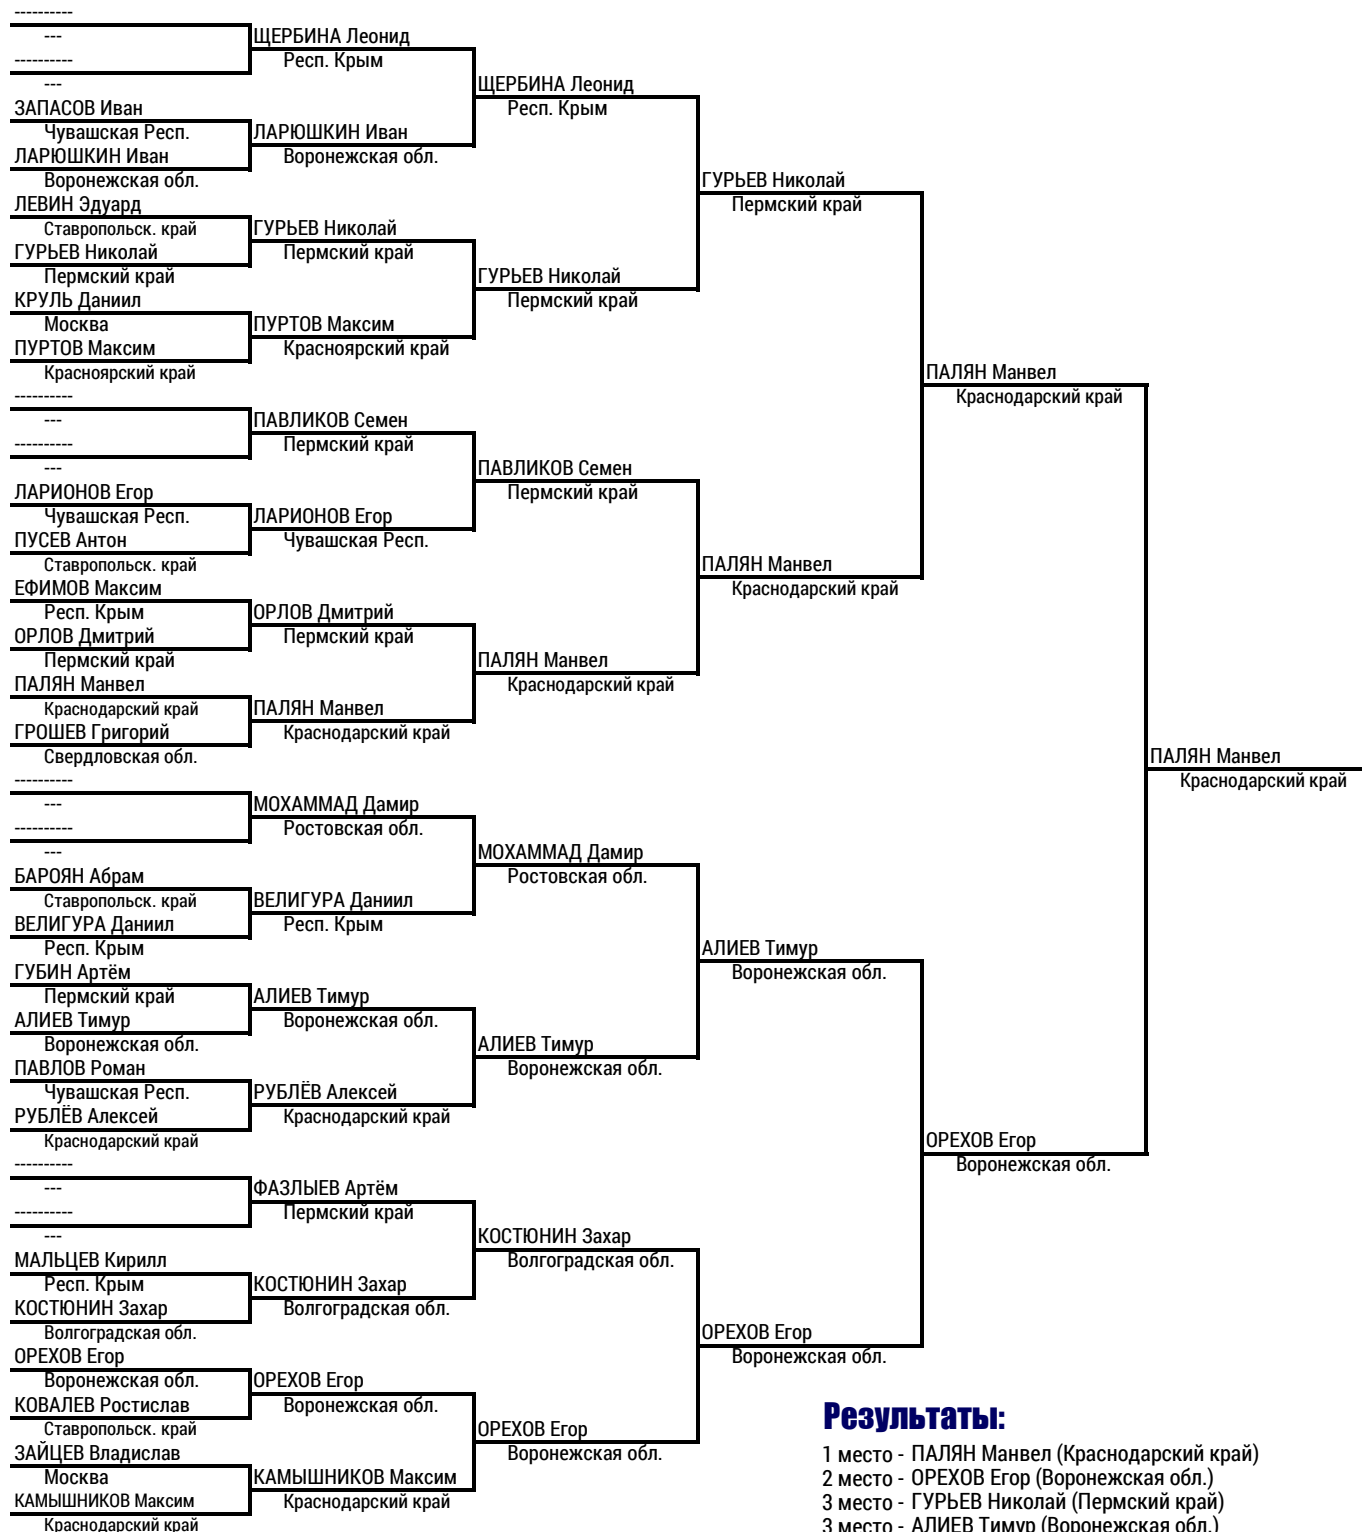 ----------
---
----------
---
ЗАПАСОВ Иван
Чувашская Респ.
ЛАРЮШКИН Иван
Воронежская обл.
ЛЕВИН Эдуард
Ставропольск. край
ГУРЬЕВ Николай
Пермский край
КРУЛЬ Даниил
Москва
ПУРТОВ Максим
Красноярский край
----------
---
----------
---
ЛАРИОНОВ Егор
Чувашская Респ.
ПУСЕВ Антон
Ставропольск. край
ЕФИМОВ Максим
Респ. Крым
ОРЛОВ Дмитрий
Пермский край
ПАЛЯН Манвел
Краснодарский край
ГРОШЕВ Григорий
Свердловская обл.
----------
---
----------
---
БАРОЯН Абрам
Ставропольск. край
ВЕЛИГУРА Даниил
Респ. Крым
ГУБИН Артём
Пермский край
АЛИЕВ Тимур
Воронежская обл.
ПАВЛОВ Роман
Чувашская Респ.
РУБЛЁВ Алексей
Краснодарский край
----------
---
----------
---
МАЛЬЦЕВ Кирилл
Респ. Крым
КОСТЮНИН Захар
Волгоградская обл.
ОРЕХОВ Егор
Воронежская обл.
КОВАЛЕВ Ростислав
Ставропольск. край
ЗАЙЦЕВ Владислав
Москва
КАМЫШНИКОВ Максим
Краснодарский край
ЩЕРБИНА Леонид
Респ. Крым
ЛАРЮШКИН Иван
Воронежская обл.
ГУРЬЕВ Николай
Пермский край
ПУРТОВ Максим
Красноярский край
ПАВЛИКОВ Семен
Пермский край
ЛАРИОНОВ Егор
Чувашская Респ.
ОРЛОВ Дмитрий
Пермский край
ПАЛЯН Манвел
Краснодарский край
МОХАММАД Дамир
Ростовская обл.
ВЕЛИГУРА Даниил
Респ. Крым
АЛИЕВ Тимур
Воронежская обл.
РУБЛЁВ Алексей
Краснодарский край
ФАЗЛЫЕВ Артём
Пермский край
КОСТЮНИН Захар
Волгоградская обл.
ОРЕХОВ Егор
Воронежская обл.
КАМЫШНИКОВ Максим
Краснодарский край
ЩЕРБИНА Леонид
Респ. Крым
ГУРЬЕВ Николай
Пермский край
ПАВЛИКОВ Семен
Пермский край
ПАЛЯН Манвел
Краснодарский край
МОХАММАД Дамир
Ростовская обл.
АЛИЕВ Тимур
Воронежская обл.
КОСТЮНИН Захар
Волгоградская обл.
ОРЕХОВ Егор
Воронежская обл.
ГУРЬЕВ Николай
Пермский край
ПАЛЯН Манвел
Краснодарский край
АЛИЕВ Тимур
Воронежская обл.
ОРЕХОВ Егор
Воронежская обл.
ПАЛЯН Манвел
Краснодарский край
ОРЕХОВ Егор
Воронежская обл.
ПАЛЯН Манвел
Краснодарский край
Результаты:
1 место - ПАЛЯН Манвел (Краснодарский край)
2 место - ОРЕХОВ Егор (Воронежская обл.)
3 место - ГУРЬЕВ Николай (Пермский край)
3 место - АЛИЕВ Тимур (Воронежская обл.)